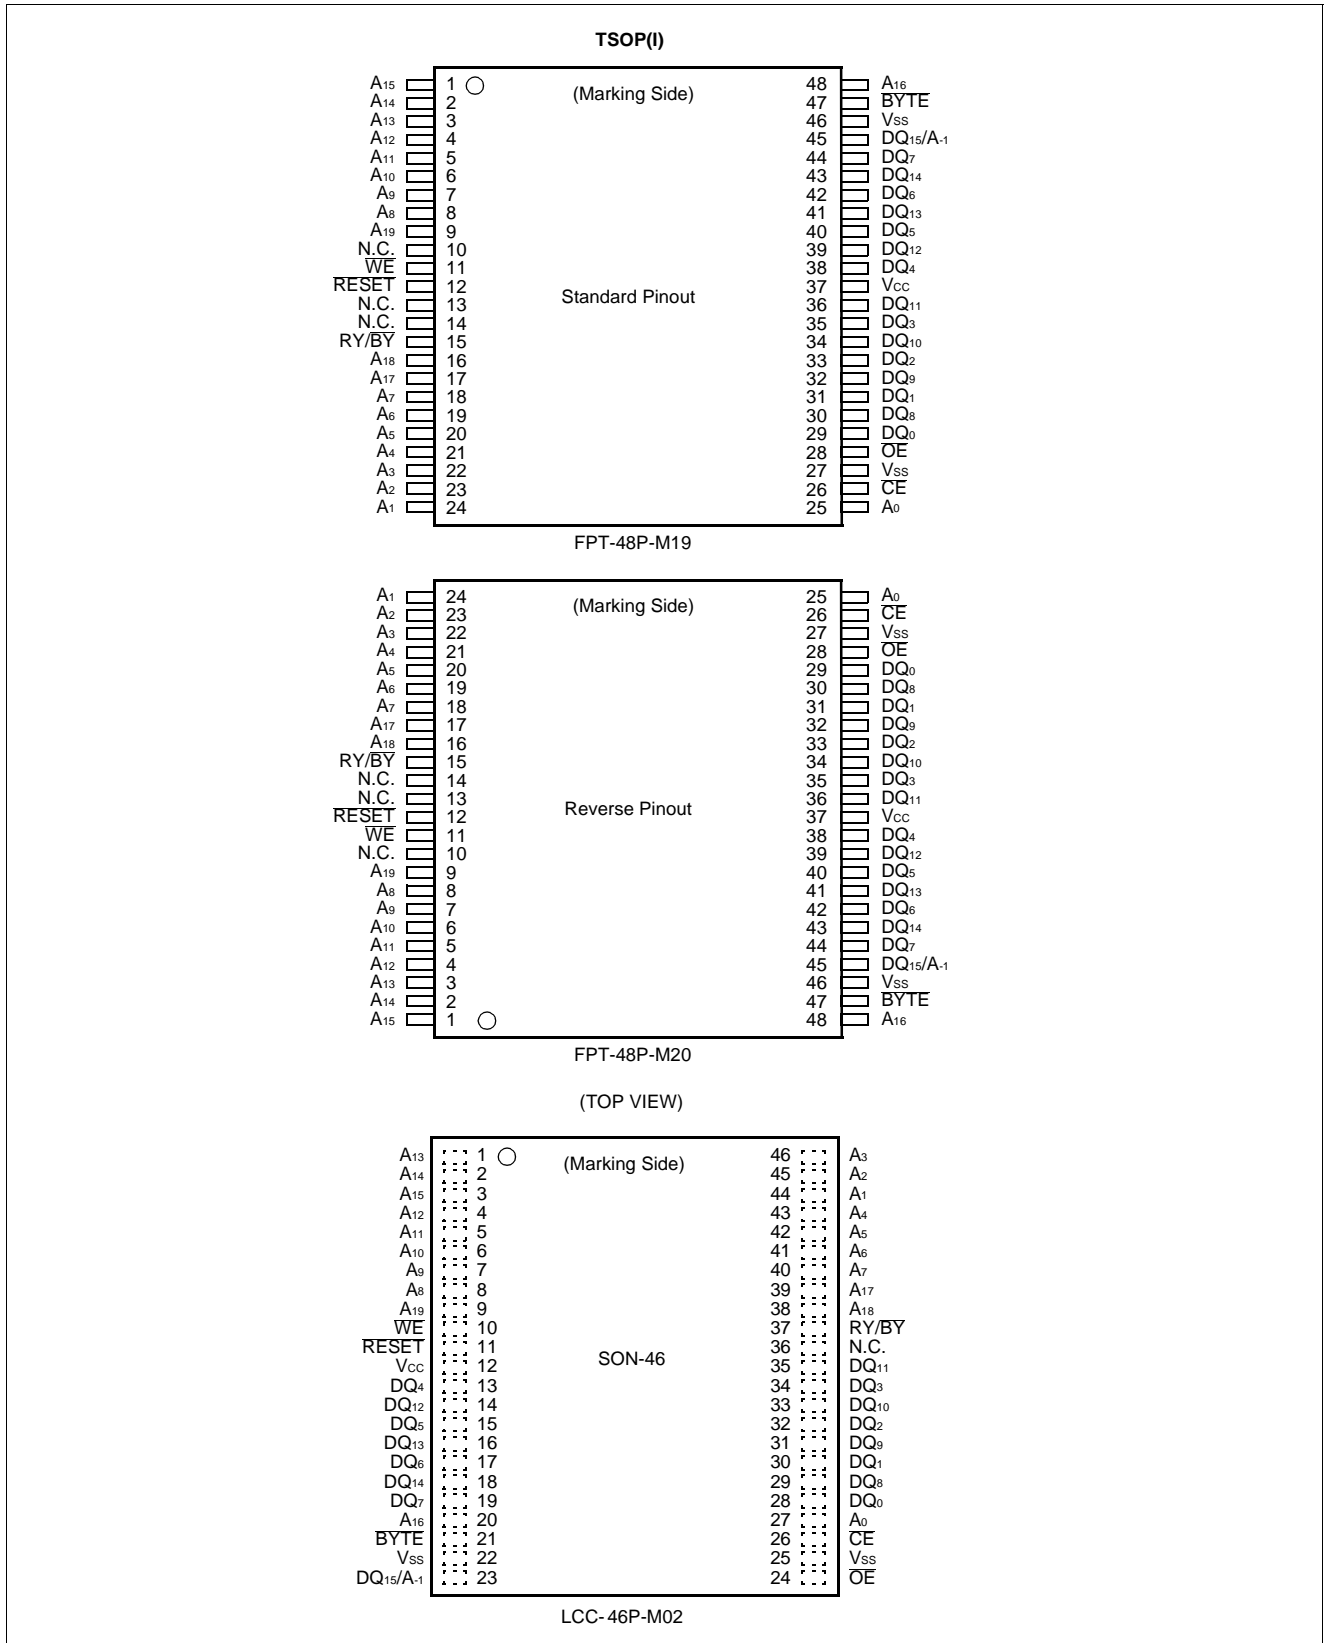 TSOP(I)
(Marking Side)
A15 1 48 A16
A14 2 47 BYTE
A13 3 46 VSS
A12 4 45 DQ15/A-1
A11 5 44 DQ7
A10 6 43 DQ14
A9 7 42 DQ6
A8 8 41 DQ13
A19 9 40 DQ5
N.C. 10 39 DQ12
WE 11 38 DQ4
RESET 12 37 VCC
Standard Pinout
N.C. 13 36 DQ11
N.C. 14 35 DQ3
RY/BY 15 34 DQ10
A18 16 33 DQ2
A17 17 32 DQ9
A7 18 31 DQ1
A6 19 30 DQ8
A5 20 29 DQ0
A4 21 28 OE
A3 22 27 VSS
A2 23 26 CE
A1 24 25 A0
FPT-48P-M19
(Marking Side)
A1 24 25 A0
A2 23 26 CE
A3 22 27 VSS
A4 21 28 OE
A5 20 29 DQ0
A6 19 30 DQ8
A7 18 31 DQ1
A17 17 32 DQ9
A18 16 33 DQ2
RY/BY 15 34 DQ10
N.C. 14 35 DQ3
N.C. 13 36 DQ11
Reverse Pinout
RESET 12 37 VCC
WE 11 38 DQ4
N.C. 10 39 DQ12
A19 9 40 DQ5
A8 8 41 DQ13
A9 7 42 DQ6
A10 6 43 DQ14
A11 5 44 DQ7
A12 4 45 DQ15/A-1
A13 3 46 VSS
A14 2 47 BYTE
A15 1 48 A16
FPT-48P-M20
(TOP VIEW)
(Marking Side)
A13 1 46 A3
A14 2 45 A2
A15 3 44 A1
A12 4 43 A4
A11 5 42 A5
A10 6 41 A6
A9 7 40 A7
A8 8 39 A17
A19 9 38 A18
WE 10 37 RY/BY
RESET 11 36 N.C.
SON-46
VCC 12 35 DQ11
DQ4 13 34 DQ3
DQ12 14 33 DQ10
DQ5 15 32 DQ2
DQ13 16 31 DQ9
DQ6 17 30 DQ1
DQ14 18 29 DQ8
DQ7 19 28 DQ0
A16 20 27 A0
BYTE 21 26 CE
VSS 22 25 VSS
DQ15/A-1 23 24 OE
LCC-46P-M02